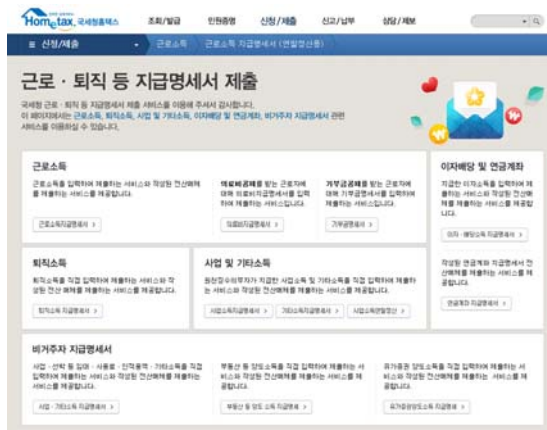 Hometax. 국세청홈택스
조회/발급 민원증명 신청/제출 신고/납부 상담/제보
≡ 신청/제출
근로소득 근로소득 지급명세서 (연말정산용)
근로 · 퇴직 등 지급명세서 제출
국세청 근로 · 퇴직 등 지급명세서 제출 서비스를 이용해 주셔서 감사합니다.
이 페이지에서는 근로소득, 퇴직소득, 사업 및 기타소득, 이자배당 및 연금계좌, 비거주자 지급명세서 관련
서비스를 이용하실 수 있습니다.
근로소득
근로소득을 입력하여 제출하는 서비스와 작성된 전산매체
를 제출하는 서비스를 제공합니다.
근로소득지급명세서 >
의료비공제를 받는 근로자에
대해 의료비지급명세서를 입력
하여 제출하는 서비스입니다.
의료비지급명세서 >
기부금공제를 받는 근로자에
대해 기부금명세서를 입력하여
제출하는 서비스입니다.
기부금명세서 >
이자배당 및 연금계좌
지급한 이자소득을 입력하여 제
출하는 서비스와 작성된 전산매
체를 제출하는 서비스를 제공합
니다.
이자 · 배당소득 지급명세서 >
작성된 연금계좌 지급명세서 전
산매체를 제출하는 서비스를 제
공합니다.
연금계좌 지급명세서 >
퇴직소득
퇴직소득을 직접 입력하여 제출하는 서비스와 작
성된 전산 매체를 제출하는 서비스를 제공합니다.
퇴직소득 지급명세서 >
사업 및 기타소득
원천징수의무자가 지급한 사업소득 및 기타소득을 직접 입력하여 제출하
는 서비스와 작성된 전산매체를 제출하는 서비스를 제공합니다.
사업소득지급명세서 > 기타소득지급명세서 > 사업소득연말정산 >
비거주자 지급명세서
사업 · 선박 등 임대 · 사용료 · 인적용역 · 기타소득을 직접
입력하여 제출하는 서비스와 작성된 전산매체를 제출하는
서비스를 제공합니다.
사업 · 기타소득 지급명세서 >
부동산 등 양도소득을 직접 입력하여 제출하는 서
비스와 작성된 전산매체를 제출하는 서비스를 제
공합니다.
부동산 등 양도 소득 지급명세 >
유가증권 양도소득을 직접 입력하여 제출하는 서
비스와 작성된 전산매체를 제출하는 서비스를 제
공합니다.
유가증권양도소득 지급명세 >